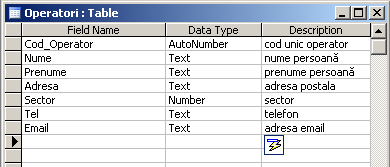 Operatori : Table
Field Name Data Type Description
Cod_Operator AutoNumber cod unic operator
Nume Text nume persoană
Prenume Text prenume persoană
Adresa Text adresa postala
Sector Number sector
Tel Text telefon
Email Text adresa email